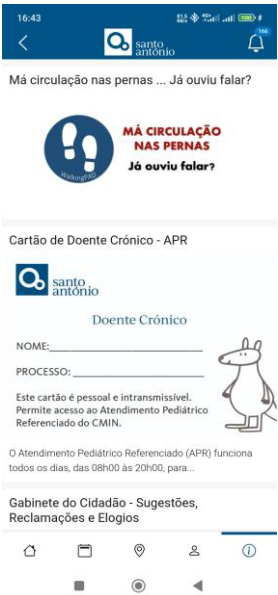 16:43
santo
antónio
Má circulação nas pernas ... Já ouviu falar?
MÁ CIRCULAÇÃO
NAS PERNAS
Já ouviu falar?
WalkingPAD
Cartão de Doente Crónico - APR
santo
antónio
Doente Crónico
NOME:
PROCESSO:
Este cartão é pessoal e intransmissível.
Permite acesso ao Atendimento Pediátrico
Referenciado do CMIN.
O Atendimento Pediátrico Referenciado (APR) funciona
todos os dias, das 08h00 às 20h00, para...
Gabinete do Cidadão - Sugestões,
Reclamações e Elogios